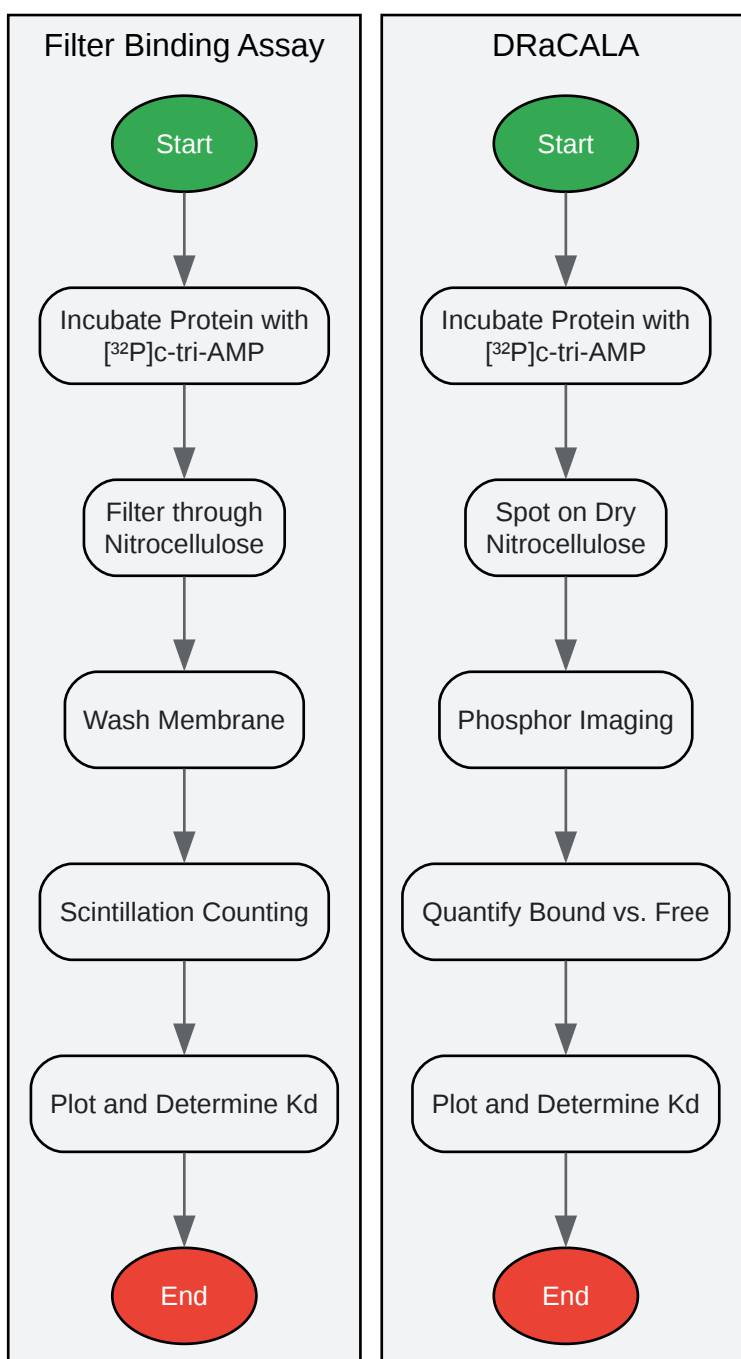 Filter Binding Assay
Start
Incubate Protein with
[³²P]c-tri-AMP
Filter through
Nitrocellulose
Wash Membrane
Scintillation Counting
Plot and Determine Kd
End
DRaCALA
Start
Incubate Protein with
[³²P]c-tri-AMP
Spot on Dry
Nitrocellulose
Phosphor Imaging
Quantify Bound vs. Free
Plot and Determine Kd
End